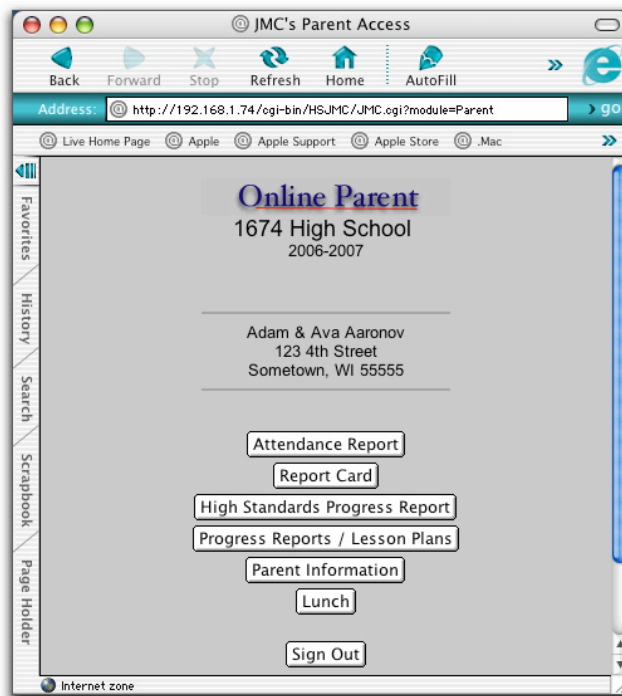 JMC's Parent Access
Back Forward Stop Refresh Home AutoFill
Address: http://192.168.1.74/cgi-bin/HSJMC/JMC.cgi?module=Parent go
Live Home Page Apple Apple Support Apple Store .Mac
Favorites
History
Search
Scrapbook
Page Holder
Online Parent
1674 High School
2006-2007
Adam & Ava Aaronov
123 4th Street
Sometown, WI 55555
Attendance Report
Report Card
High Standards Progress Report
Progress Reports / Lesson Plans
Parent Information
Lunch
Sign Out
Internet zone